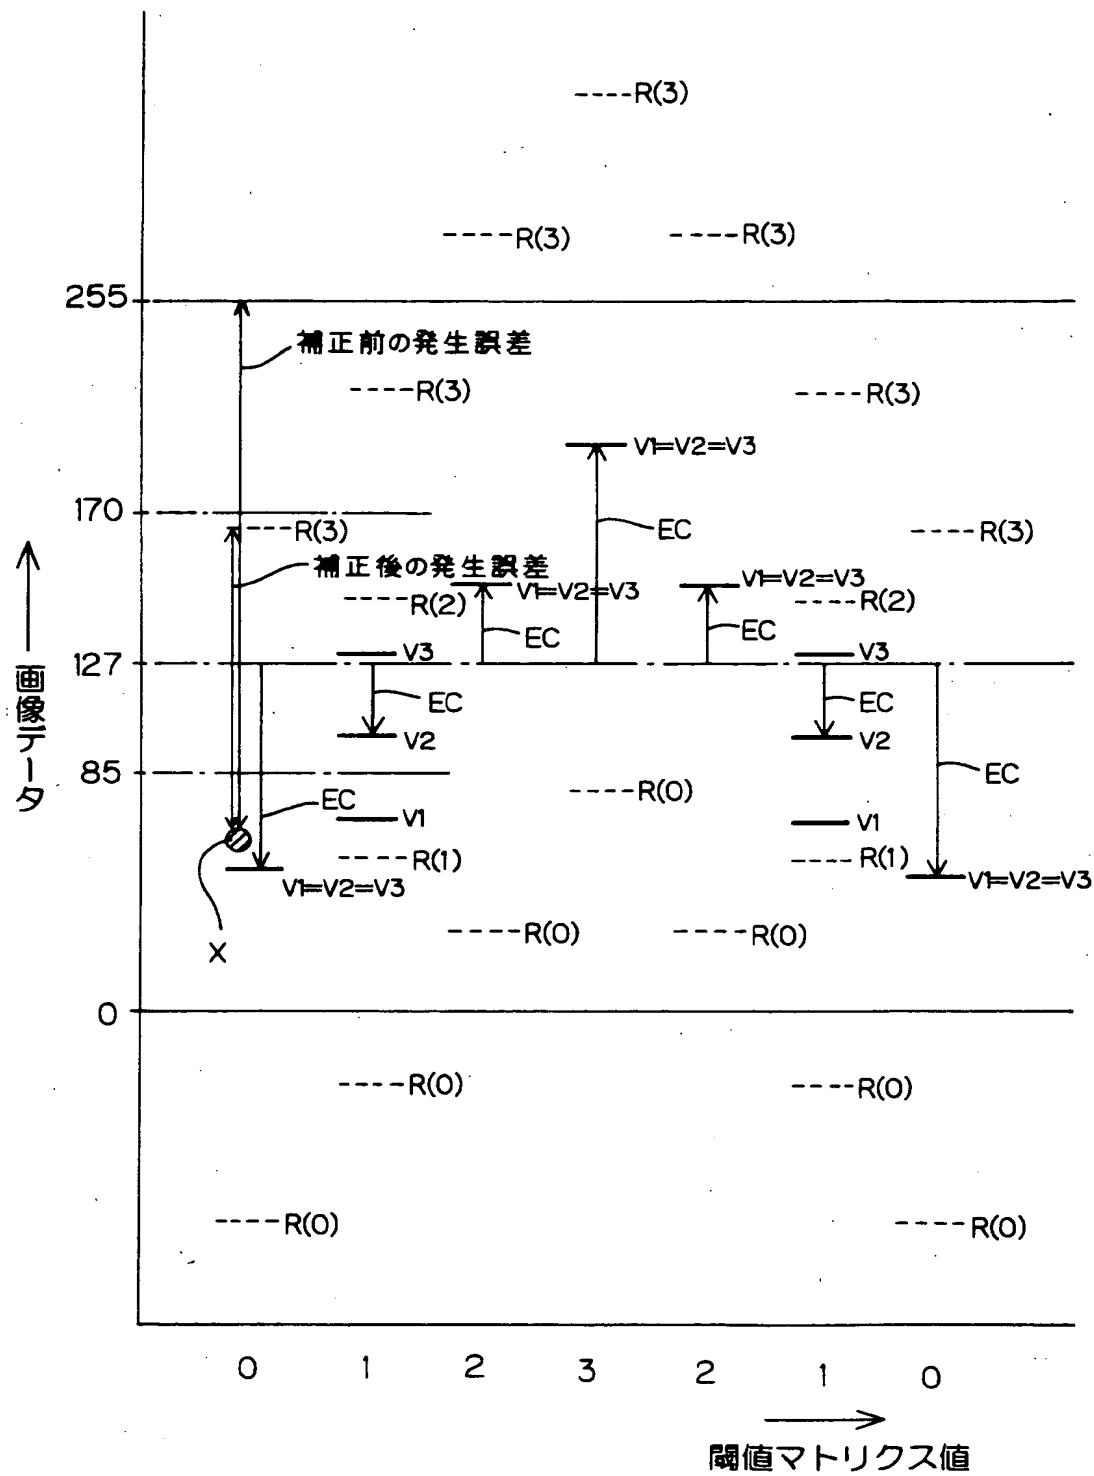 R(3)
R(3)
R(3)
255
補正前の発生誤差
R(3)
R(3)
V1=V2=V3
170
R(3)
EC
R(3)
補正後の発生誤差
V1=V2=V3
V1=V2=V3
R(2)
R(2)
EC
EC
V3
V3
127
EC
EC
V2
V2
85
EC
EC
V1
V1
R(1)
R(1)
V1=V2=V3
V1=V2=V3
R(0)
X
R(0)
R(0)
0
R(0)
R(0)
R(0)
R(0)
画像データ
0 1 2 3 2 1 0
閾値マトリクス値